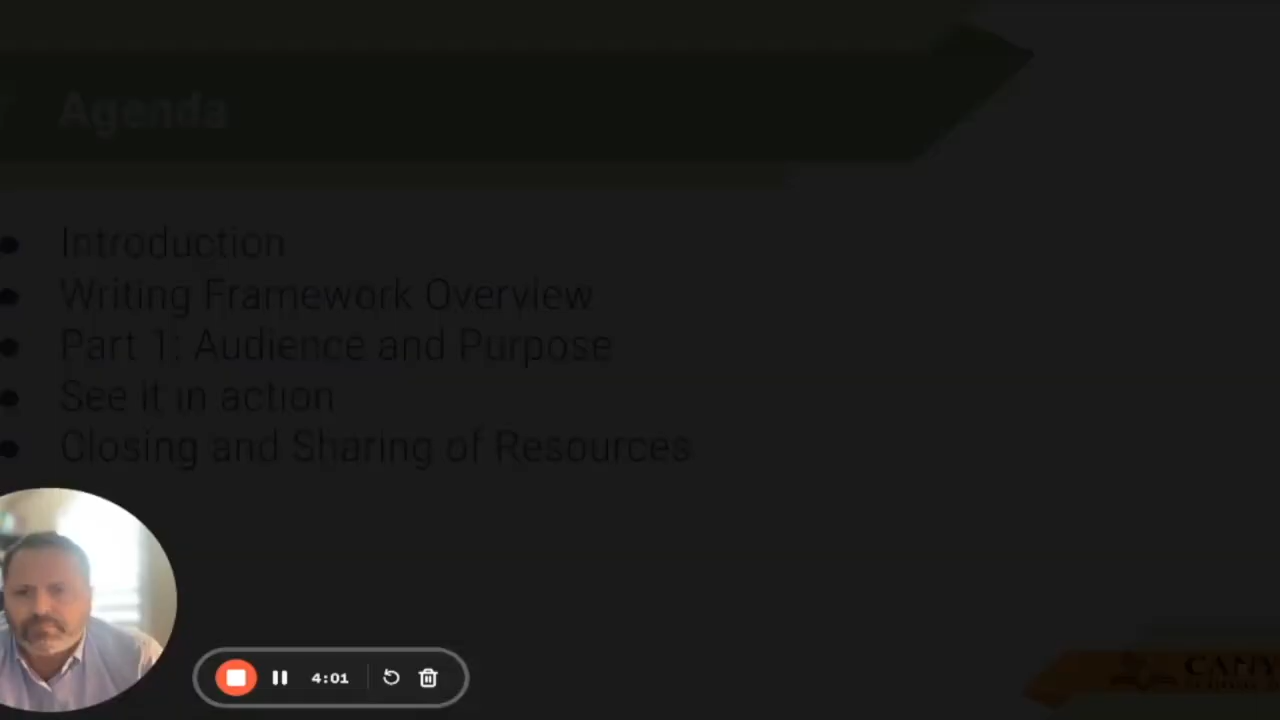 Agenda
Introduction
Writing Framework Overview
Part 1: Audience and Purpose
See it in action
Closing and Sharing of Resources
4:01